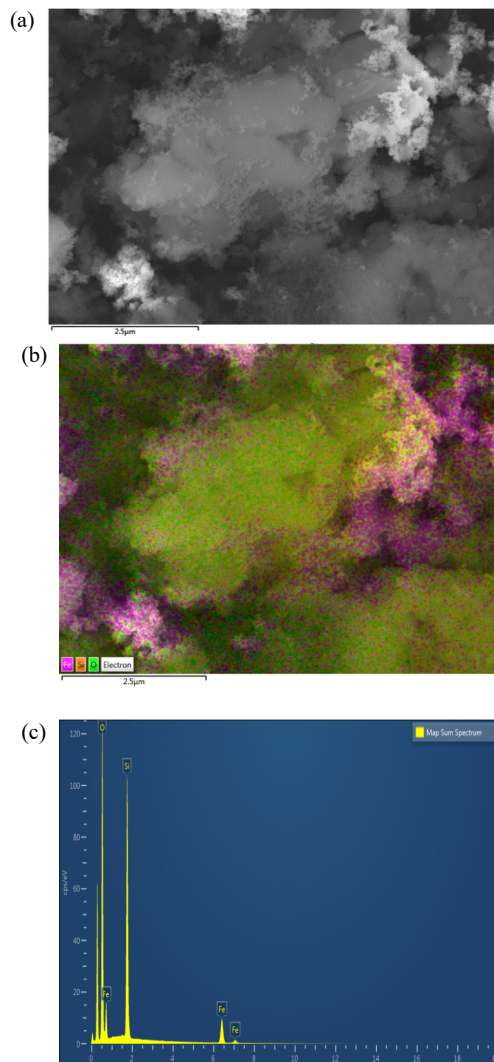 (a)
2.5µm
(b)
Fe Si O Electron
2.5µm
(c)
Map Sum Spectrum
120
O
Si
100
80
cps/eV
60
40
20
Fe
Fe
Fe
0
0 2 4 6 8 10 12 14 16 18